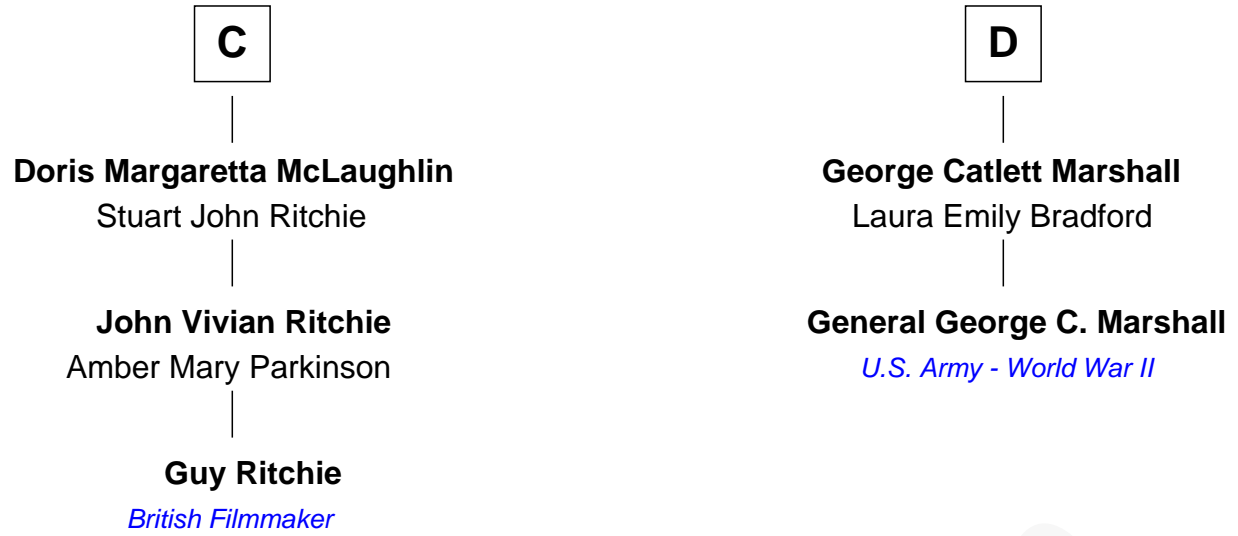 C
Doris Margaretta McLaughlin
Stuart John Ritchie
John Vivian Ritchie
Amber Mary Parkinson
Guy Ritchie
British Filmmaker
D
George Catlett Marshall
Laura Emily Bradford
General George C. Marshall
U.S. Army - World War II